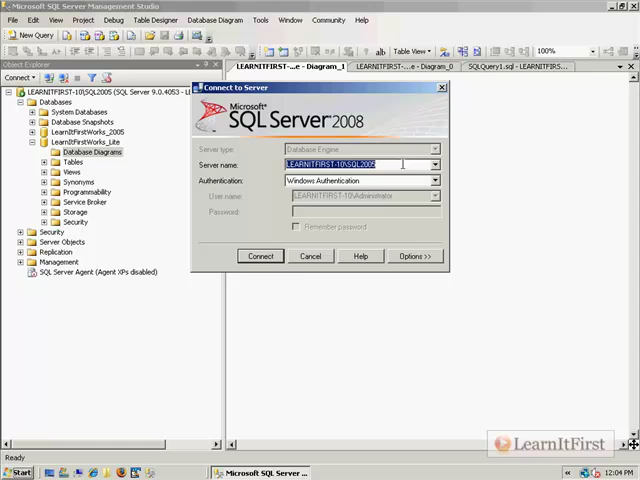 Microsoft SQL Server Management Studio
File Edit View Project Debug Table Designer Database Diagram Tools Window Community Help
New Query
Table View 100%
Object Explorer
Connect
LEARNITFIRST-...e - Diagram_1 LEARNITFIRST-...e - Diagram_0 SQLQuery1.sql - LEARNITFIRS...
LEARNITFIRST-10\SQL2005 (SQL Server 9.0.4053 - LEARNITF
Databases
System Databases
Database Snapshots
LearnItFirstWorks_2005
LearnItFirstWorks_Lite
Database Diagrams
Tables
Views
Synonyms
Programmability
Service Broker
Storage
Security
Security
Server Objects
Replication
Management
SQL Server Agent (Agent XPs disabled)
Connect to Server
Microsoft®
SQL Server 2008
Server type: Database Engine
Server name: LEARNITFIRST-10\SQL2005
Authentication: Windows Authentication
User name: LEARNITFIRST-10\Administrator
Password:
Remember password
Connect Cancel Help Options >>
LearnItFirst
Ready
Start Microsoft SQL Server ... « 12:04 PM